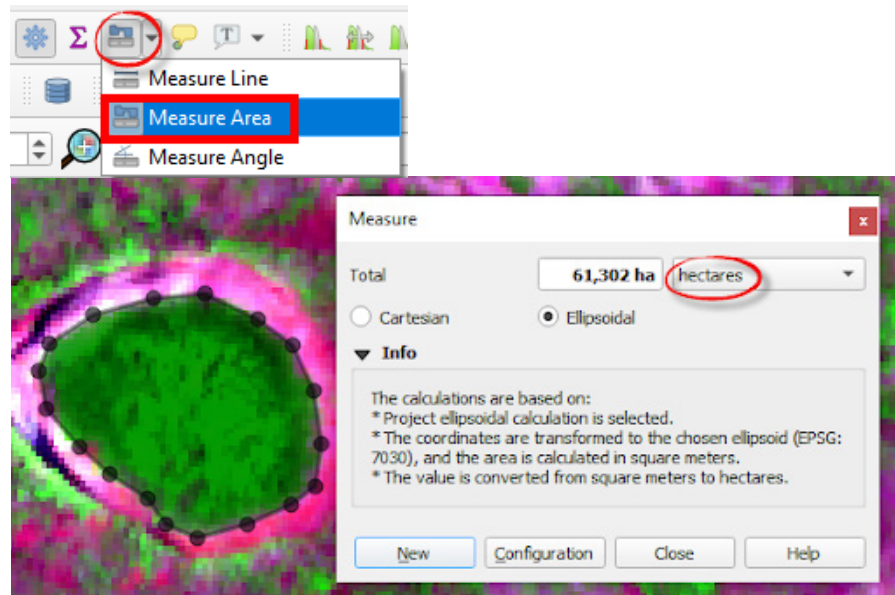 Σ
T
Measure Line
Measure Area
Measure Angle
Measure
x
Total 61,302 ha hectares
Cartesian Ellipsoidal
Info
The calculations are based on:
* Project ellipsoidal calculation is selected.
* The coordinates are transformed to the chosen ellipsoid (EPSG:
7030), and the area is calculated in square meters.
* The value is converted from square meters to hectares.
New Configuration Close Help